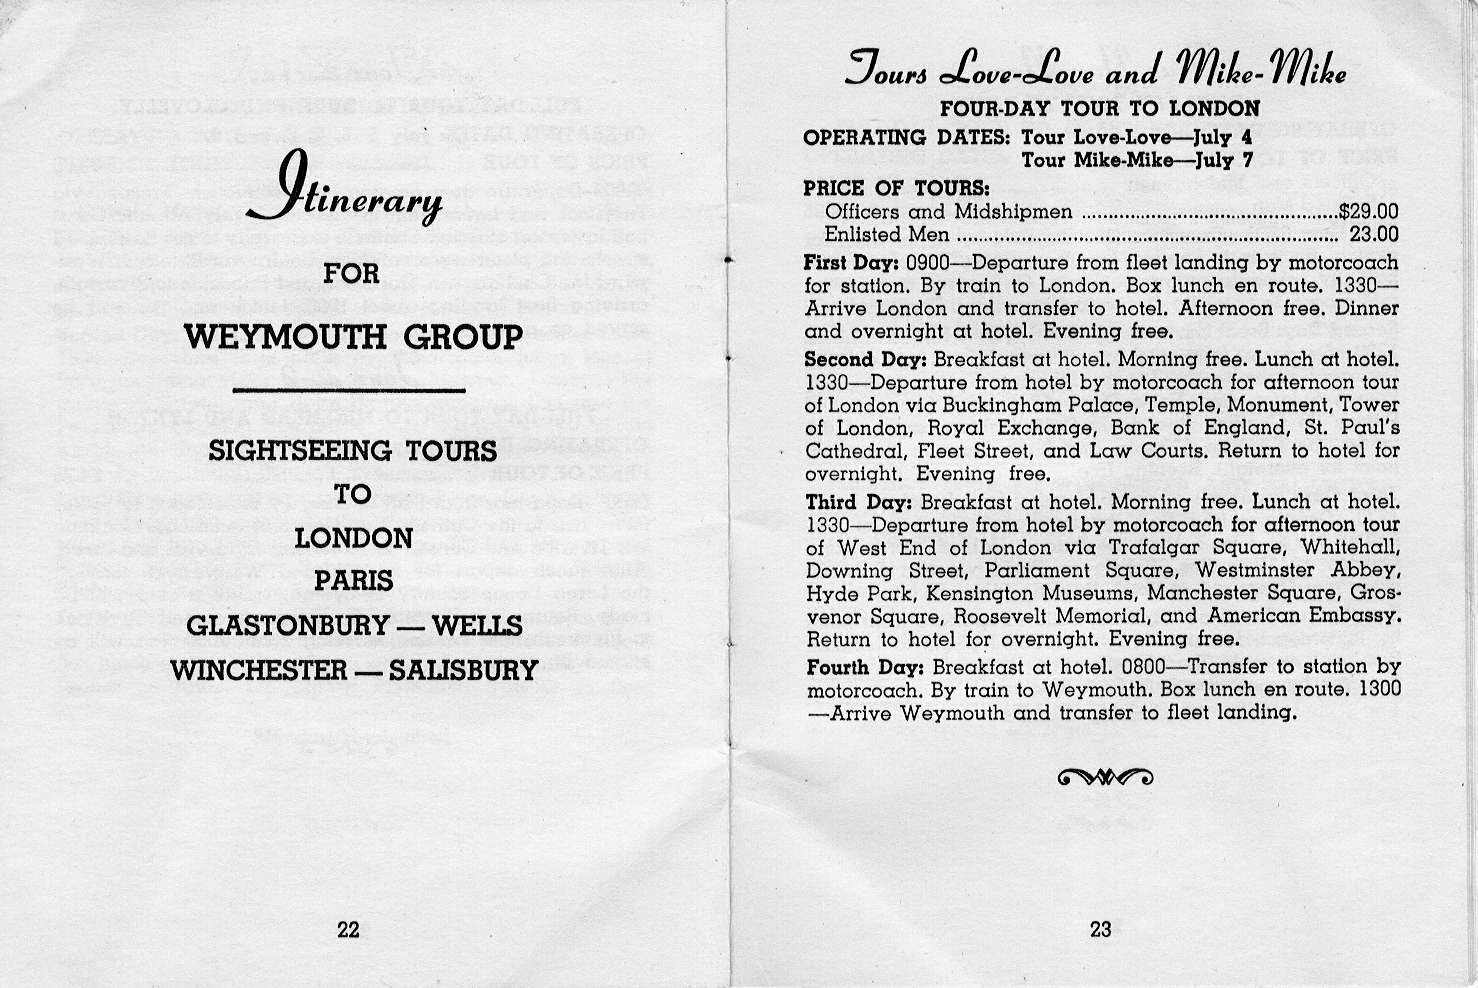 Itinerary
FOR
WEYMOUTH GROUP
SIGHTSEEING TOURS
TO
LONDON
PARIS
GLASTONBURY — WELLS
WINCHESTER — SALISBURY
22
Tours Love-Love and Mike-Mike
FOUR-DAY TOUR TO LONDON
OPERATING DATES: Tour Love-Love—July 4
Tour Mike-Mike—July 7
PRICE OF TOURS:
Officers and Midshipmen ..........................................$29.00
Enlisted Men .............................................................. 23.00
First Day: 0900—Departure from fleet landing by motorcoach
for station. By train to London. Box lunch en route. 1330—
Arrive London and transfer to hotel. Afternoon free. Dinner
and overnight at hotel. Evening free.
Second Day: Breakfast at hotel. Morning free. Lunch at hotel.
1330—Departure from hotel by motorcoach for afternoon tour
of London via Buckingham Palace, Temple, Monument, Tower
of London, Royal Exchange, Bank of England, St. Paul's
Cathedral, Fleet Street, and Law Courts. Return to hotel for
overnight. Evening free.
Third Day: Breakfast at hotel. Morning free. Lunch at hotel.
1330—Departure from hotel by motorcoach for afternoon tour
of West End of London via Trafalgar Square, Whitehall,
Downing Street, Parliament Square, Westminster Abbey,
Hyde Park, Kensington Museums, Manchester Square, Gros-
venor Square, Roosevelt Memorial, and American Embassy.
Return to hotel for overnight. Evening free.
Fourth Day: Breakfast at hotel. 0800—Transfer to station by
motorcoach. By train to Weymouth. Box lunch en route. 1300
—Arrive Weymouth and transfer to fleet landing.
23